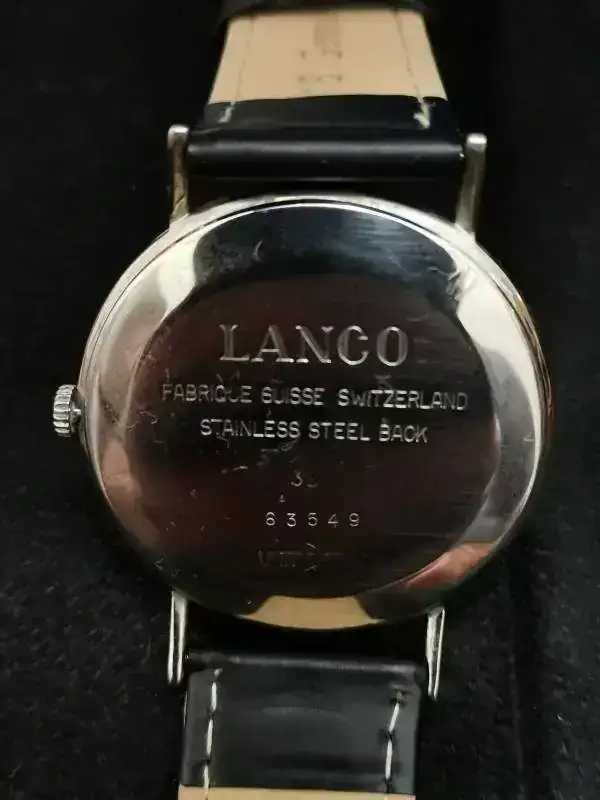 LANCO
FABRIQUE SUISSE SWITZERLAND
STAINLESS STEEL BACK
63549